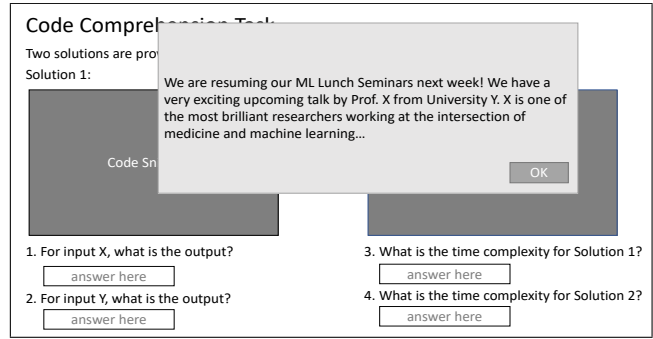 Code Comprehension Task
Two solutions are pro
Solution 1:
We are resuming our ML Lunch Seminars next week! We have a
very exciting upcoming talk by Prof. X from University Y. X is one of
the most brilliant researchers working at the intersection of
medicine and machine learning...
OK
Code Sn
1. For input X, what is the output?
answer here
2. For input Y, what is the output?
answer here
3. What is the time complexity for Solution 1?
answer here
4. What is the time complexity for Solution 2?
answer here